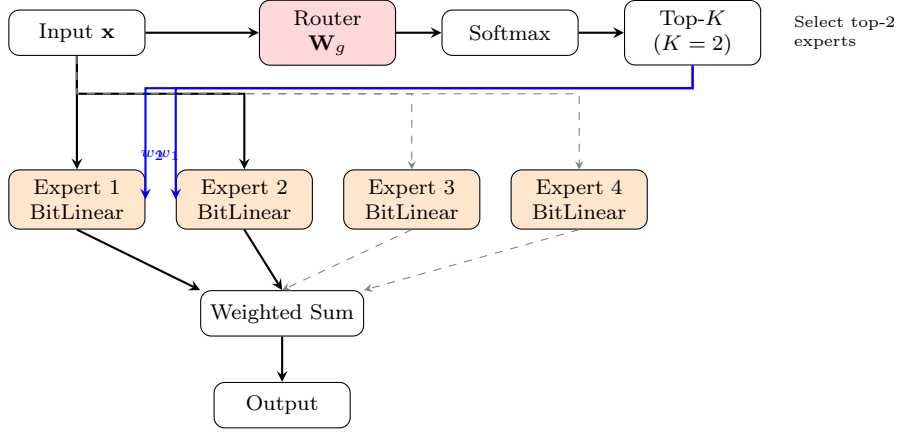 Input x
Router
W_g
Softmax
Top-K
(K = 2)
Select top-2
experts
w_2
w_1
Expert 1
BitLinear
Expert 2
BitLinear
Expert 3
BitLinear
Expert 4
BitLinear
Weighted Sum
Output